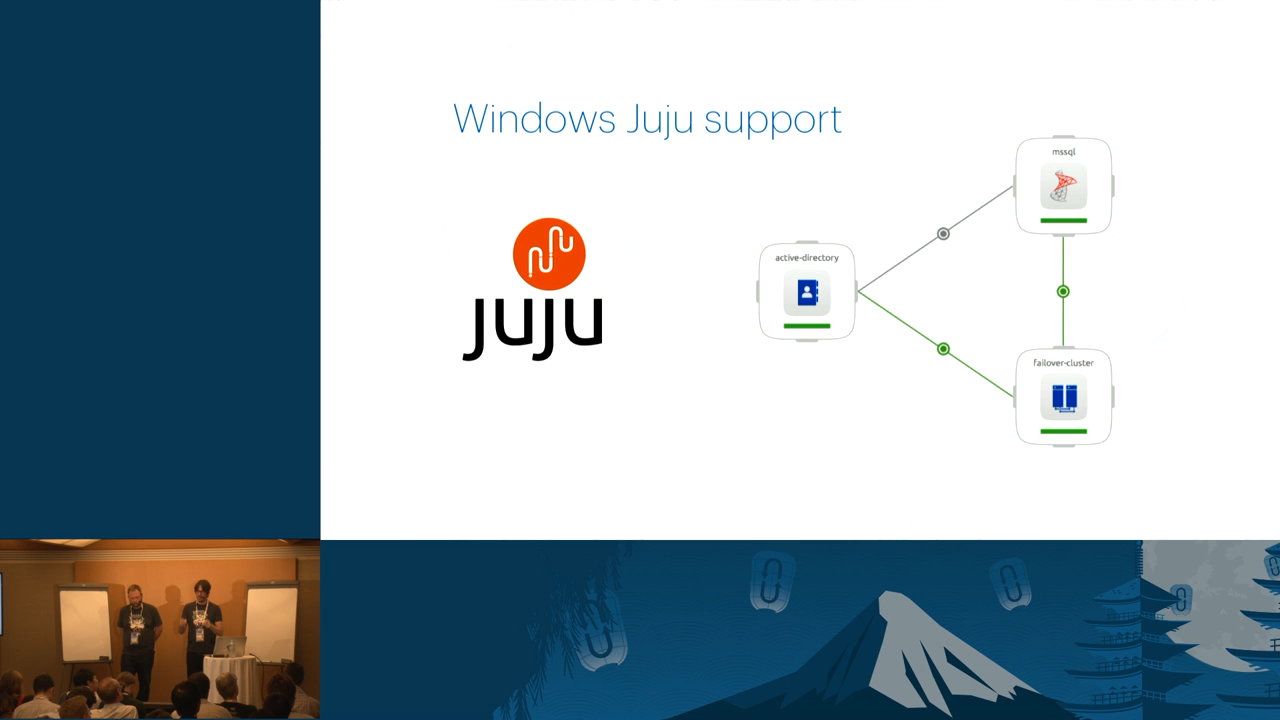 Windows Juju support
mssql
juju
active-directory
failover-cluster